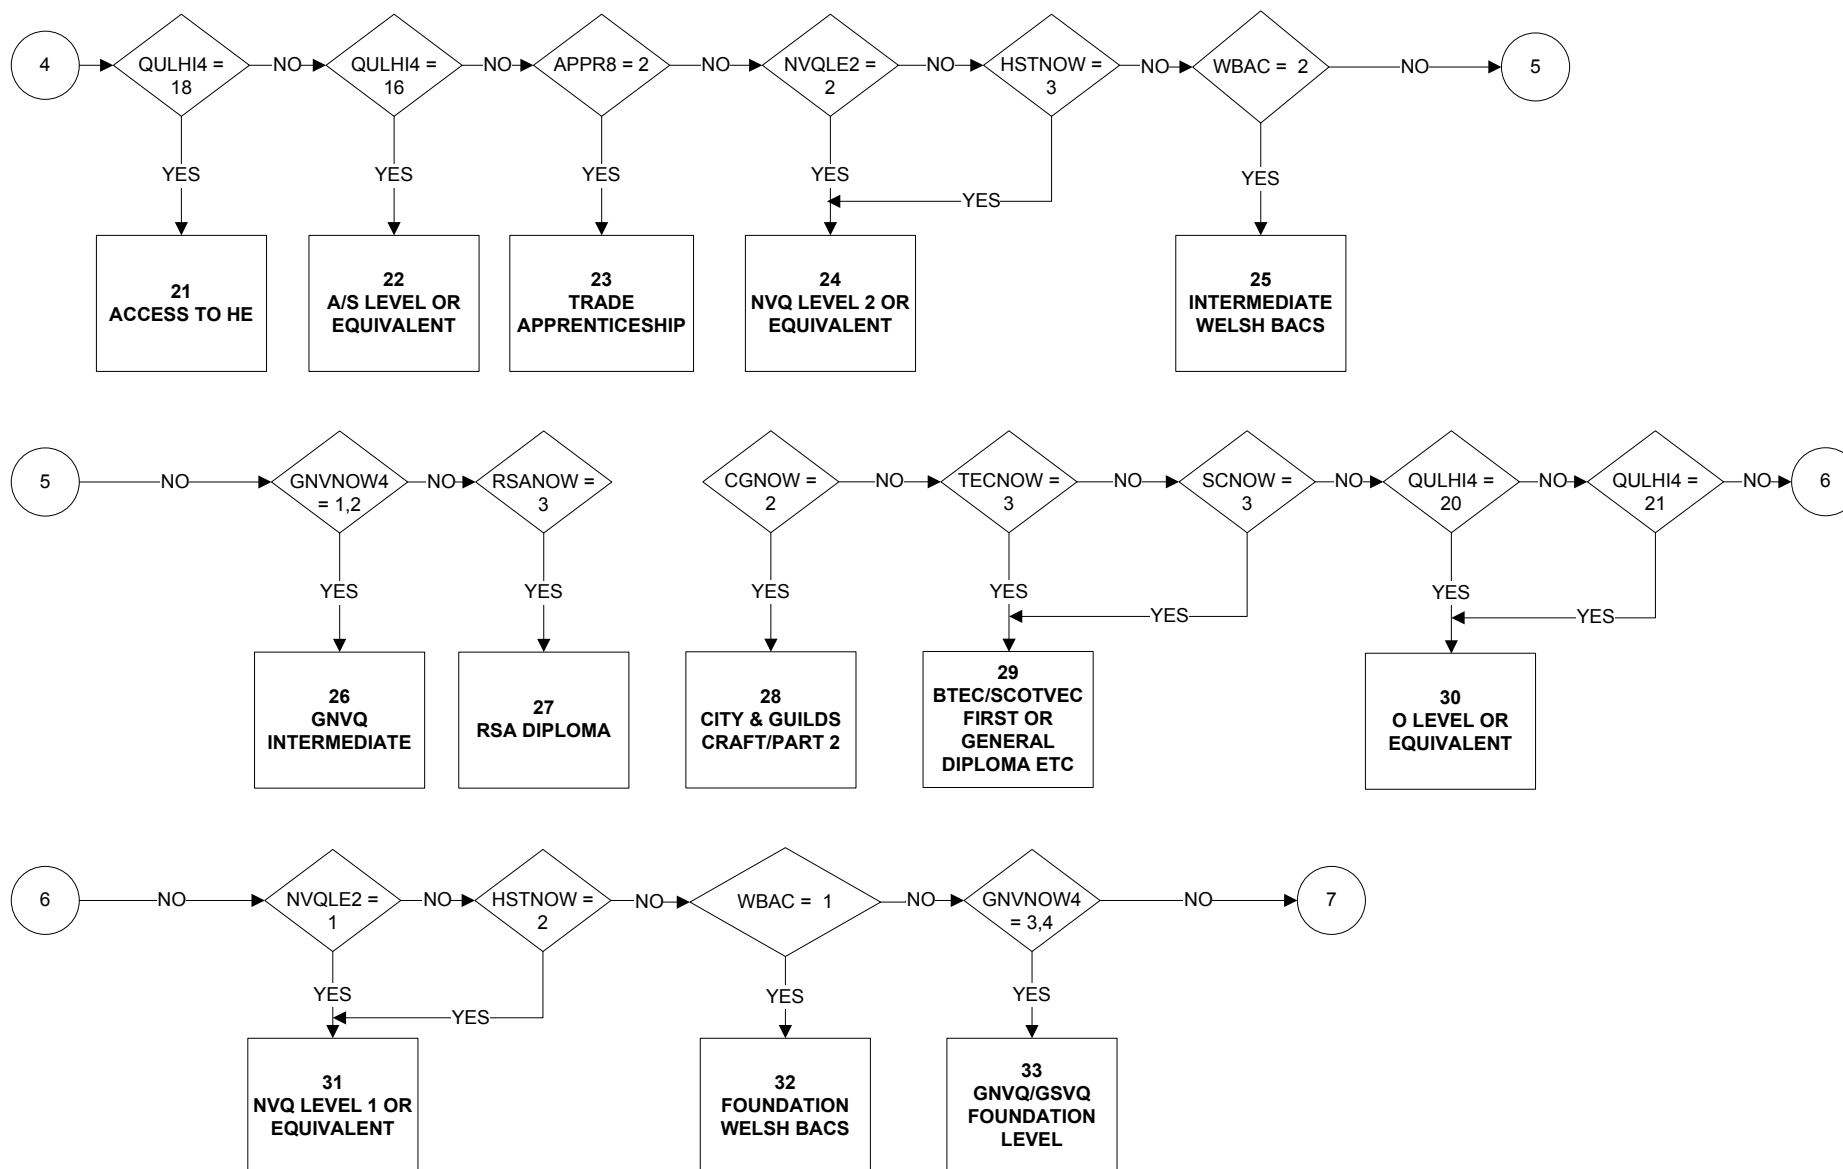 4
QULHI4 =
18
NO
QULHI4 =
16
NO
APPR8 = 2
NO
NVQLE2 =
2
NO
HSTNOW =
3
NO
WBAC = 2
NO
5
YES
YES
YES
YES
YES
YES
21
ACCESS TO HE
22
A/S LEVEL OR
EQUIVALENT
23
TRADE
APPRENTICESHIP
24
NVQ LEVEL 2 OR
EQUIVALENT
25
INTERMEDIATE
WELSH BACS
5
NO
GNVNOW4
= 1,2
NO
RSANOW =
3
CGNOW =
2
NO
TECNOW =
3
NO
SCNOW =
3
NO
QULHI4 =
20
NO
QULHI4 =
21
NO
6
YES
YES
YES
YES
YES
YES
YES
26
GNVQ
INTERMEDIATE
27
RSA DIPLOMA
28
CITY & GUILDS
CRAFT/PART 2
29
BTEC/SCOTVEC
FIRST OR
GENERAL
DIPLOMA ETC
30
O LEVEL OR
EQUIVALENT
6
NO
NVQLE2 =
1
NO
HSTNOW =
2
NO
WBAC = 1
NO
GNVNOW4
= 3,4
NO
7
YES
YES
YES
YES
31
NVQ LEVEL 1 OR
EQUIVALENT
32
FOUNDATION
WELSH BACS
33
GNVQ/GSVQ
FOUNDATION
LEVEL